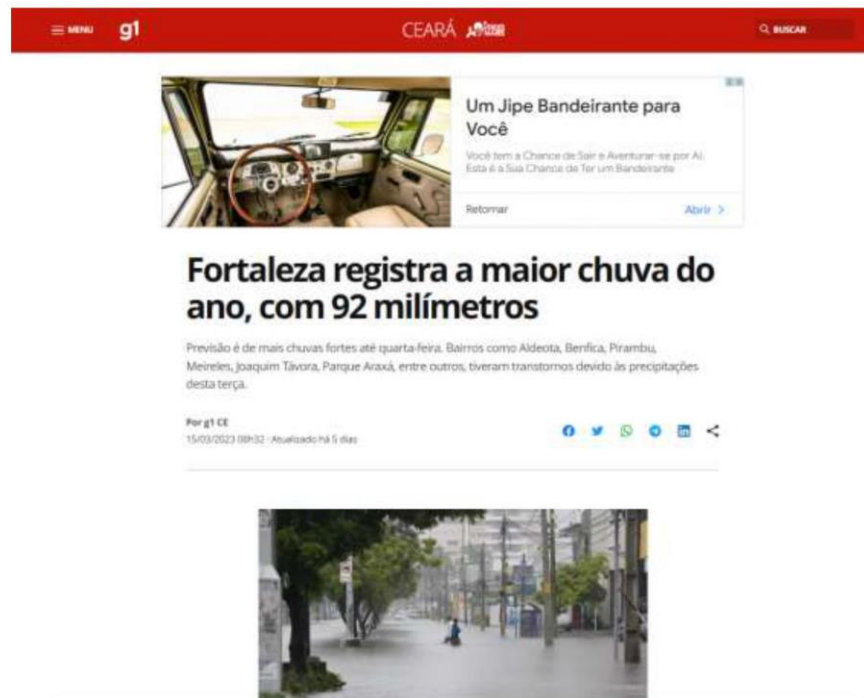 MENU
g1
CEARÁ
BUSCAR
Um Jipe Bandeirante para
Você
Você tem a Chance de Sair e Aventurar-se por Aí.
Esta é a Sua Chance de Ter um Bandeirante
Retornar
Abrir >
Fortaleza registra a maior chuva do
ano, com 92 milímetros
Previsão é de mais chuvas fortes até quarta-feira. Bairros como Aldeota, Benfica, Pirambu,
Meireles, Joaquim Távora, Parque Araxá, entre outros, tiveram transtornos devido às precipitações
desta terça.
Por g1 CE
15/03/2023 08h32 · Atualizado há 5 dias